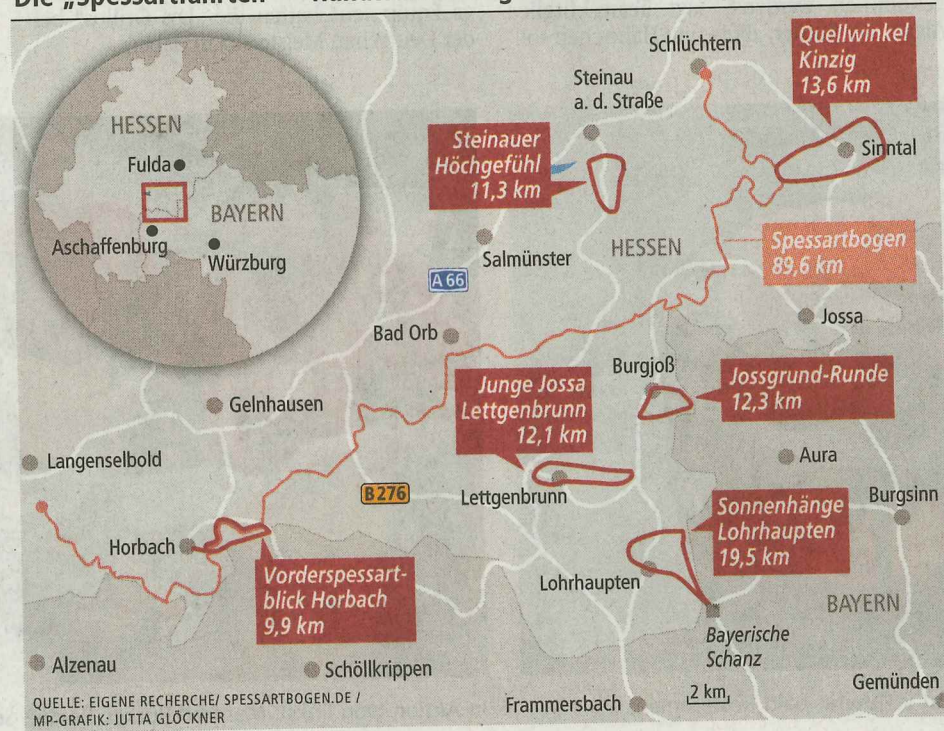 Die „Spessartfährten
Schlüchtern
Quellwinkel
Kinzig
13,6 km
Steinau
a. d. Straße
HESSEN
Fulda
BAYERN
Aschaffenburg
Würzburg
Steinauer
Höchgefühl
11,3 km
Sinntal
HESSEN
Salmünster
Spessartbogen
89,6 km
A 66
Jossa
Bad Orb
Burgjoß
Jossgrund-Runde
12,3 km
Junge Jossa
Lettgenbrunn
12,1 km
Gelnhausen
Langenselbold
Aura
B 276
Lettgenbrunn
Burgsinn
Sonnenhänge
Lohrhaupten
19,5 km
Horbach
Vorderspessart-
blick Horbach
9,9 km
Lohrhaupten
BAYERN
Bayerische
Schanz
Alzenau
Schöllkrippen
Gemünden
2 km
Frammersbach
QUELLE: EIGENE RECHERCHE/ SPESSARTBOGEN.DE /
MP-GRAFIK: JUTTA GLÖCKNER